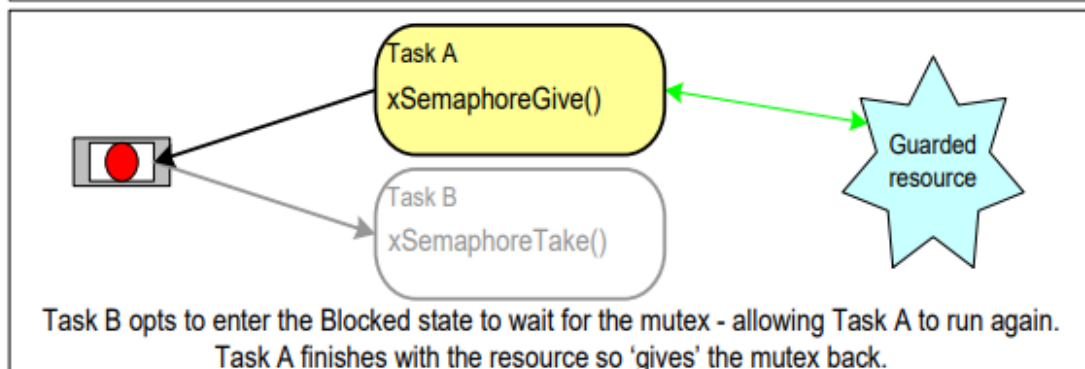 Task A
xSemaphoreGive()
Guarded
resource
Task B
xSemaphoreTake()
Task B opts to enter the Blocked state to wait for the mutex - allowing Task A to run again.
Task A finishes with the resource so ‘gives’ the mutex back.